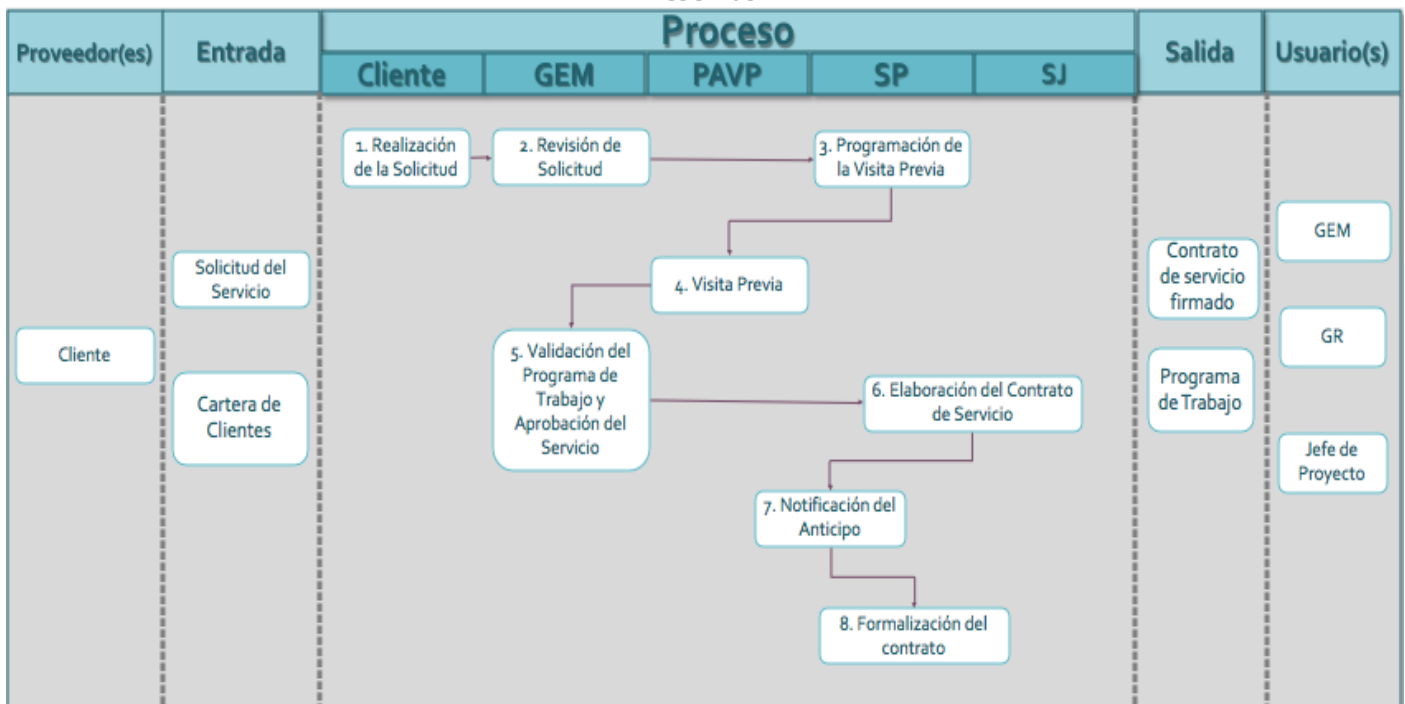 Proceso
Proveedor(es)
Entrada
Cliente
GEM
PAVP
SP
SJ
Salida
Usuario(s)
1. Realización
de la Solicitud
2. Revisión de
Solicitud
3. Programación de
la Visita Previa
4. Visita Previa
5. Validación del
Programa de
Trabajo y
Aprobación del
Servicio
6. Elaboración del Contrato
de Servicio
7. Notificación del
Anticipo
8. Formalización del
contrato
Cliente
Solicitud del
Servicio
Cartera de
Clientes
Contrato
de servicio
firmado
Programa
de Trabajo
GEM
GR
Jefe de
Proyecto